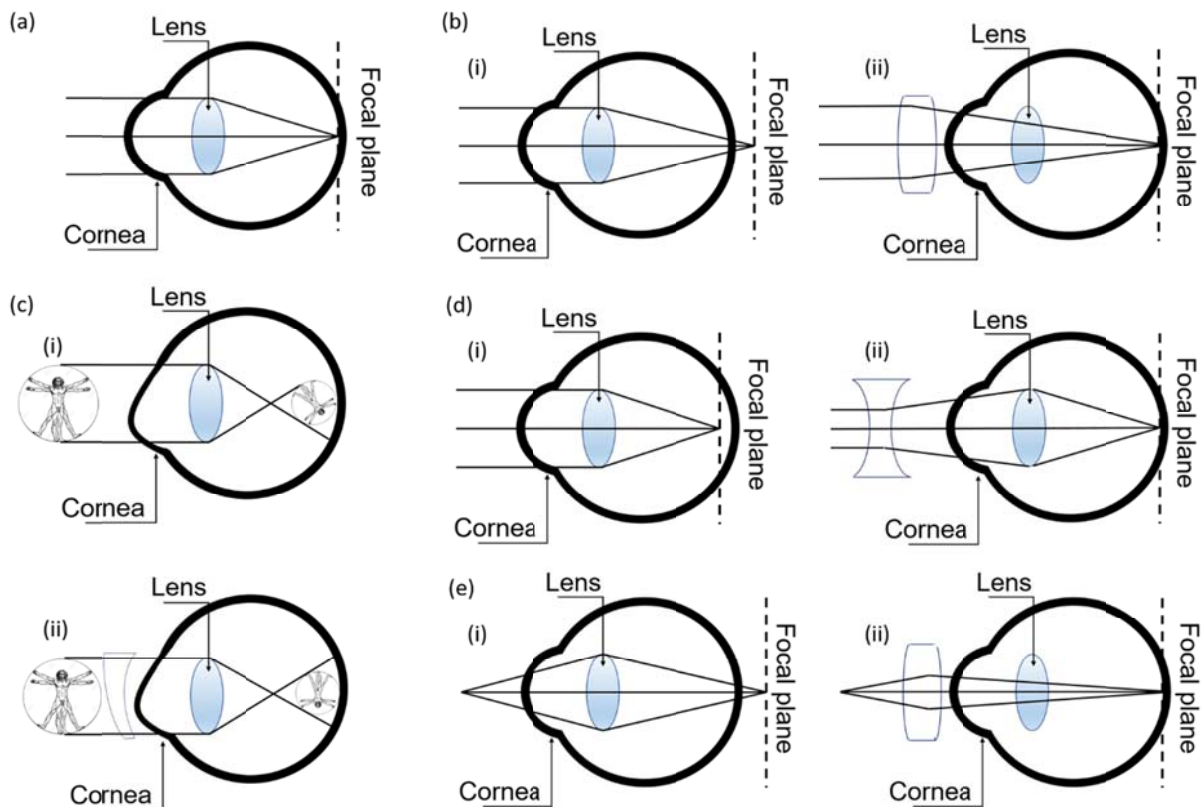 (a)
Lens
Cornea
Focal plane
(b)
(i)
Lens
Cornea
Focal plane
(ii)
Lens
Cornea
Focal plane
(c)
(i)
Lens
Cornea
(ii)
Lens
Cornea
(d)
(i)
Lens
Cornea
Focal plane
(ii)
Lens
Cornea
Focal plane
(e)
(i)
Lens
Cornea
Focal plane
(ii)
Lens
Cornea
Focal plane